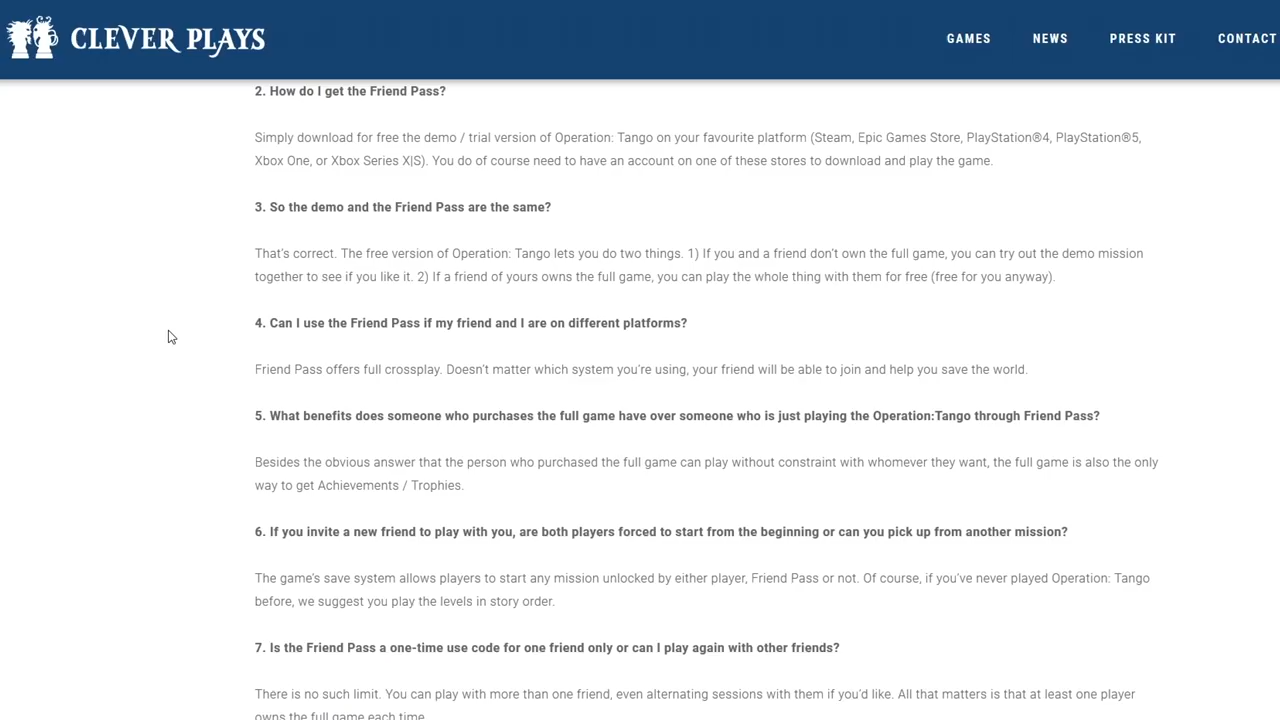 CLEVER PLAYS
GAMES
NEWS
PRESS KIT
CONTACT
2. How do I get the Friend Pass?
Simply download for free the demo / trial version of Operation: Tango on your favourite platform (Steam, Epic Games Store, PlayStation®4, PlayStation®5,
Xbox One, or Xbox Series X|S). You do of course need to have an account on one of these stores to download and play the game.
3. So the demo and the Friend Pass are the same?
That's correct. The free version of Operation: Tango lets you do two things. 1) If you and a friend don't own the full game, you can try out the demo mission
together to see if you like it. 2) If a friend of yours owns the full game, you can play the whole thing with them for free (free for you anyway).
4. Can I use the Friend Pass if my friend and I are on different platforms?
Friend Pass offers full crossplay. Doesn't matter which system you're using, your friend will be able to join and help you save the world.
5. What benefits does someone who purchases the full game have over someone who is just playing the Operation:Tango through Friend Pass?
Besides the obvious answer that the person who purchased the full game can play without constraint with whomever they want, the full game is also the only
way to get Achievements / Trophies.
6. If you invite a new friend to play with you, are both players forced to start from the beginning or can you pick up from another mission?
The game's save system allows players to start any mission unlocked by either player, Friend Pass or not. Of course, if you've never played Operation: Tango
before, we suggest you play the levels in story order.
7. Is the Friend Pass a one-time use code for one friend only or can I play again with other friends?
There is no such limit. You can play with more than one friend, even alternating sessions with them if you'd like. All that matters is that at least one player
owns the full game each time.